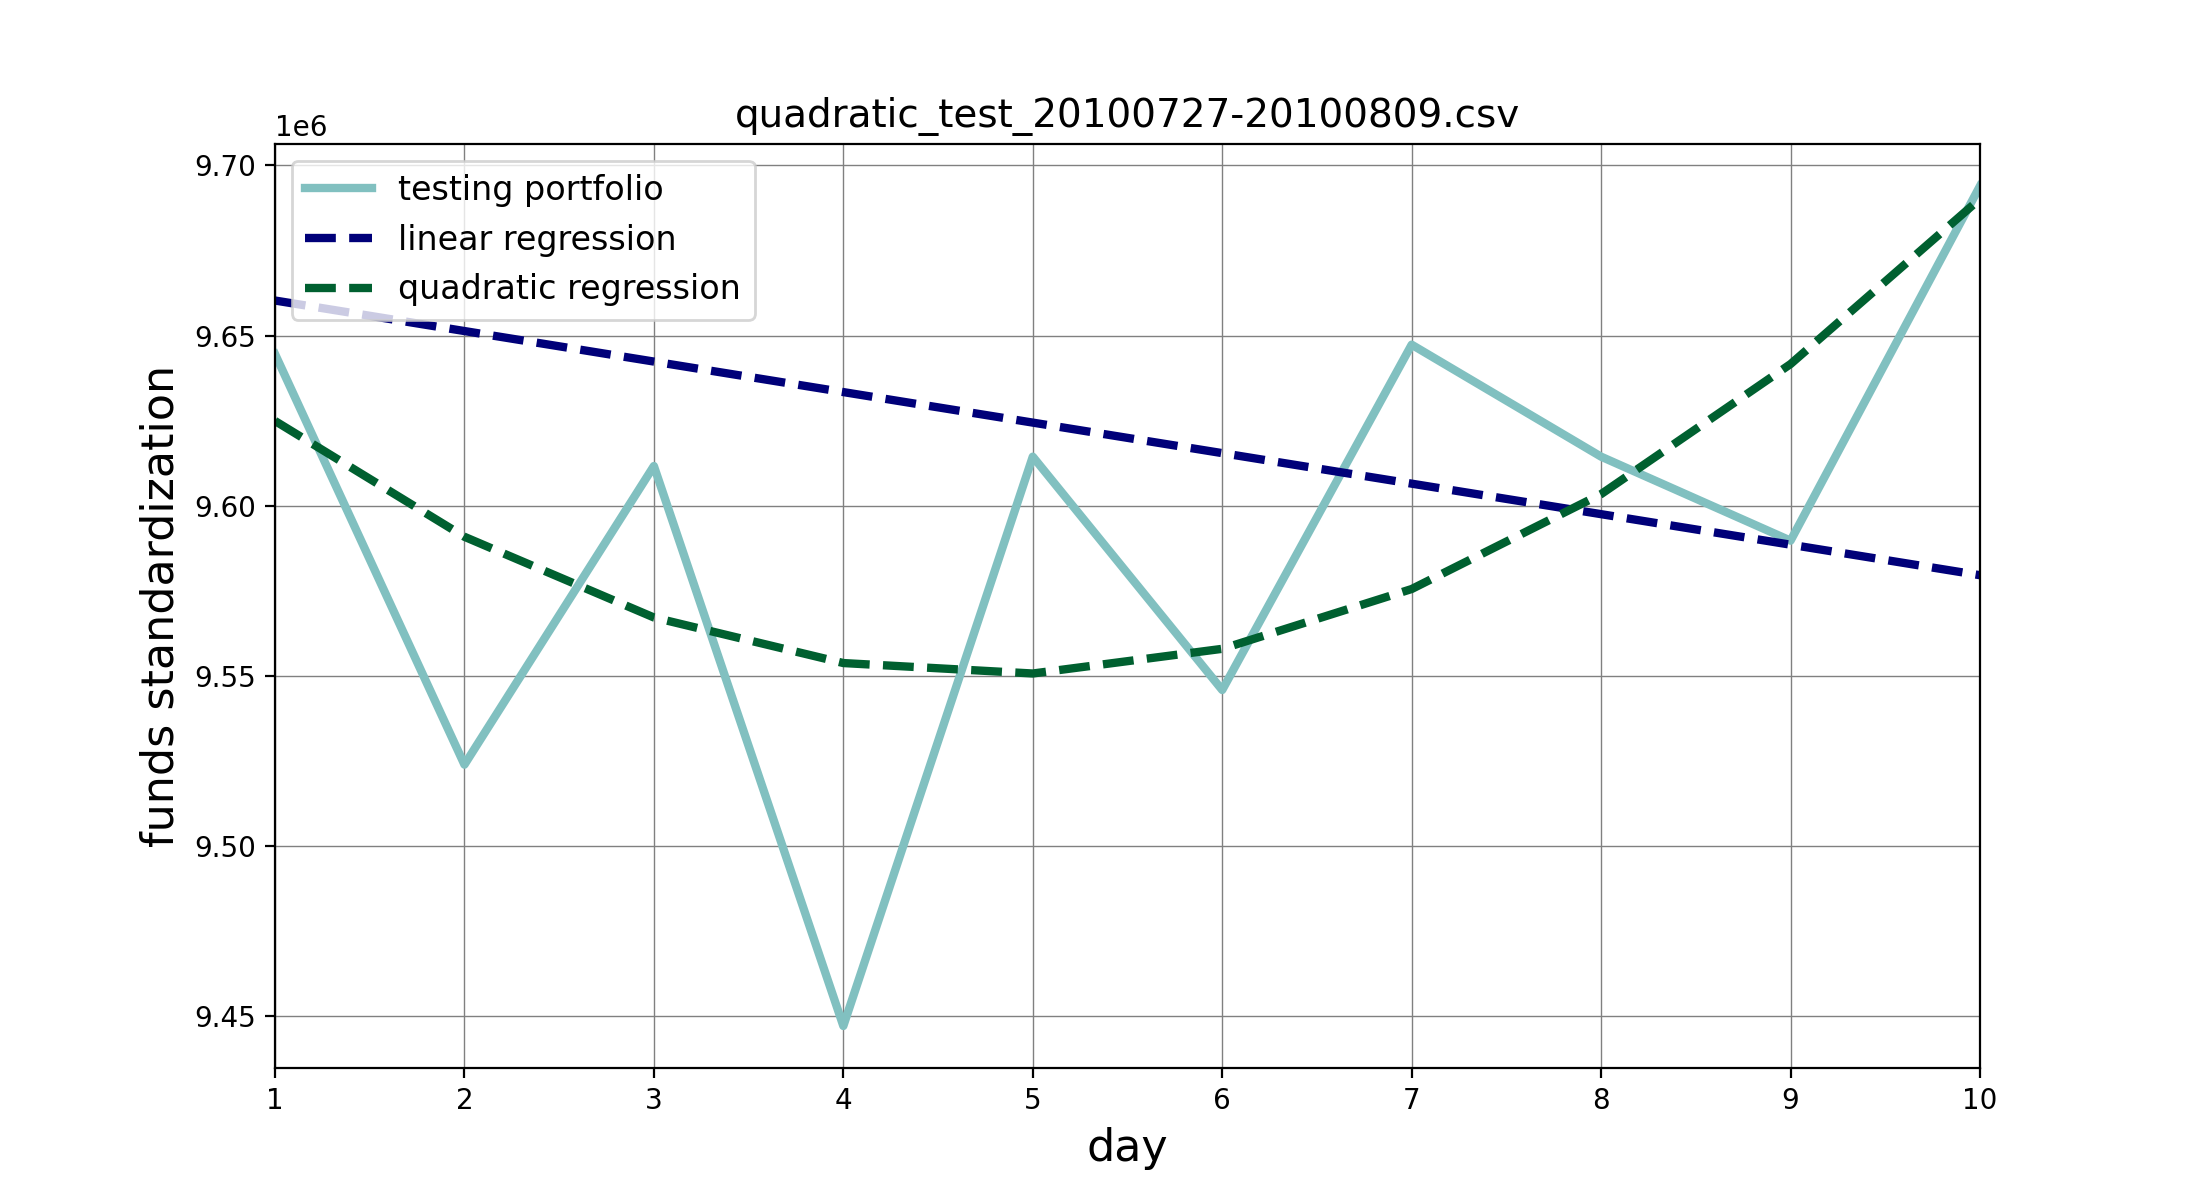 quadratic_test_20100727-20100809.csv
1e6
testing portfolio
linear regression
quadratic regression
9.70
9.65
9.60
9.55
9.50
9.45
funds standardization
1 2 3 4 5 6 7 8 9 10
day